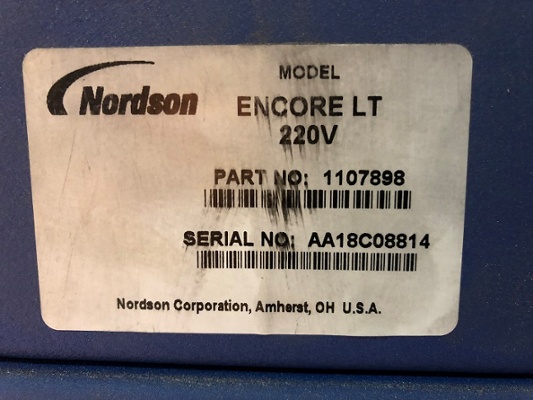 Nordson
MODEL
ENCORE LT
220V
PART NO: 1107898
SERIAL NO: AA18C08814
Nordson Corporation, Amherst, OH U.S.A.